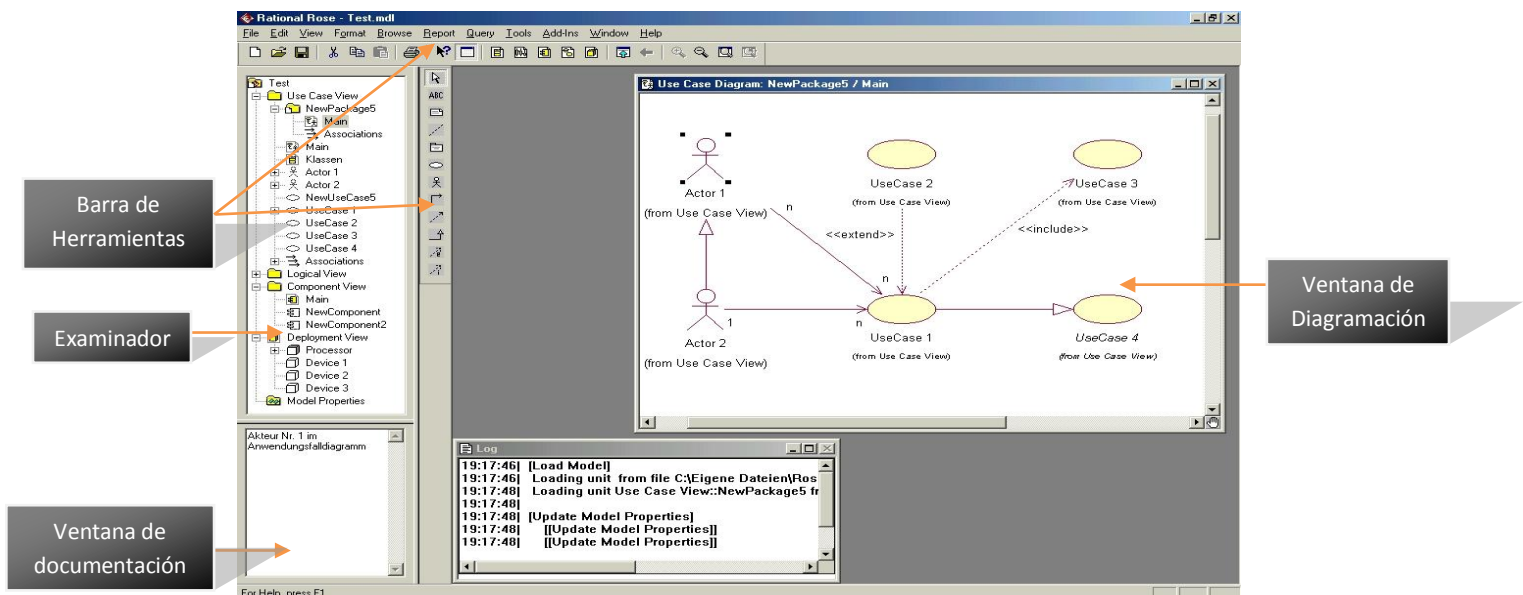 Rational Rose - Test.mdl
File Edit View Format Browse Report Query Tools Add-Ins Window Help
ABC
Test
Use Case View
NewPackage5
Main
Associations
Main
Klassen
Actor 1
Actor 2
NewUseCase5
UseCase 1
UseCase 2
UseCase 3
UseCase 4
Associations
Logical View
Component View
Main
NewComponent
NewComponent2
Deployment View
Processor
Device 1
Device 2
Device 3
Model Properties
Barra de
Herramientas
Examinador
Ventana de
documentación
Akteur Nr. 1 im
Anwendungsfalldiagramm
Use Case Diagram: NewPackage5 / Main
Actor 1
(from Use Case View)
UseCase 2
(from Use Case View)
UseCase 3
(from Use Case View)
n
<<extend>>
<<include>>
n
1
n
Actor 2
(from Use Case View)
UseCase 1
(from Use Case View)
UseCase 4
(from Use Case View)
Ventana de
Diagramación
Log
19:17:46| [Load Model]
19:17:46| Loading unit from file C:\Eigene Dateien\Ros
19:17:48| Loading unit Use Case View::NewPackage5 fr
19:17:48|
19:17:48| [Update Model Properties]
19:17:48| [[Update Model Properties]]
19:17:48| [[Update Model Properties]]
For Help, press F1